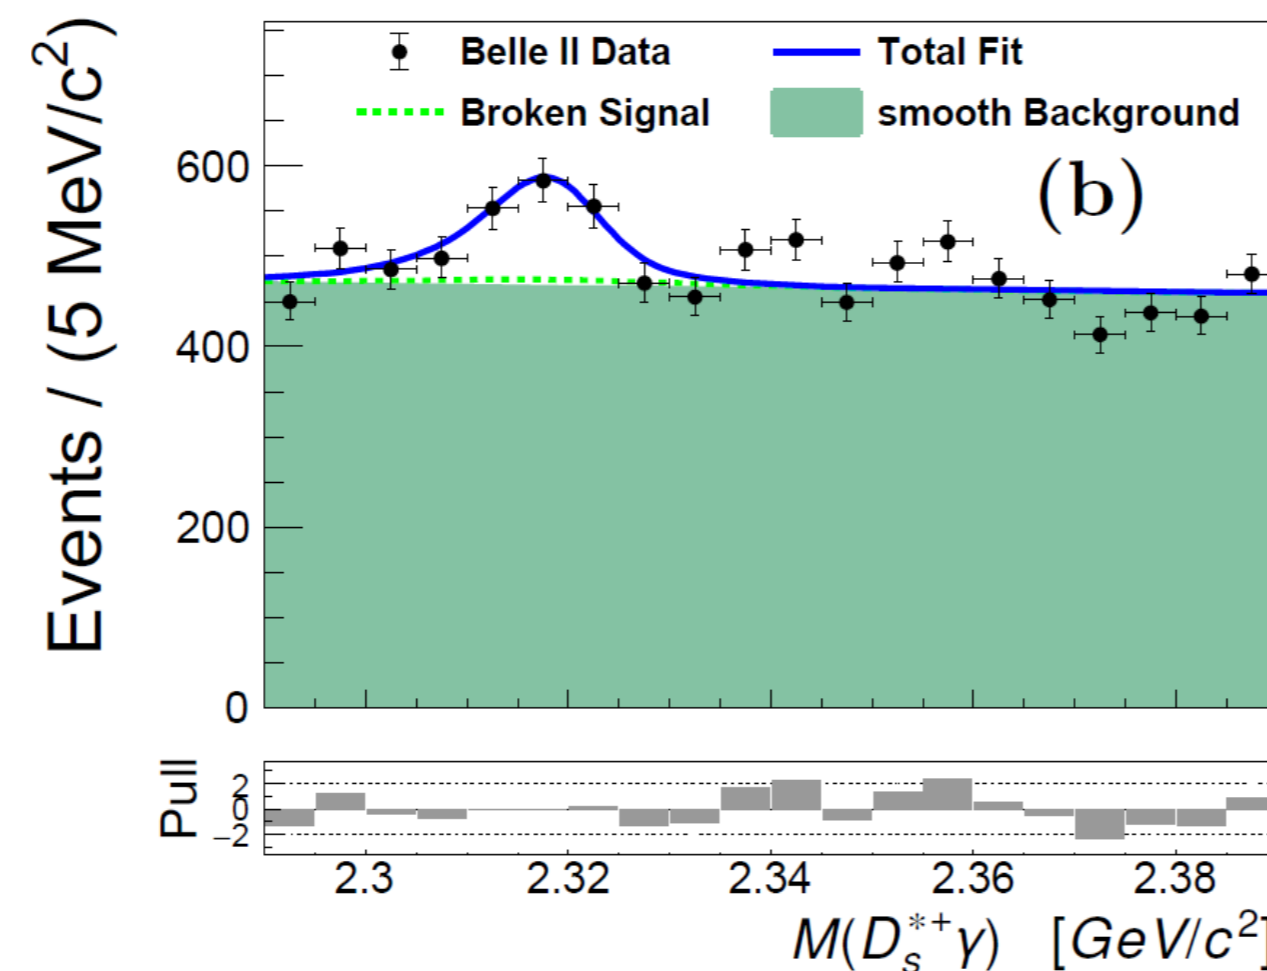 Events / (5 MeV/c²)
Belle II Data
Total Fit
Broken Signal
smooth Background
(b)
600
400
200
0
Pull
2
0
−2
2.3 2.32 2.34 2.36 2.38
M(D_s^{*+}γ) [GeV/c²]